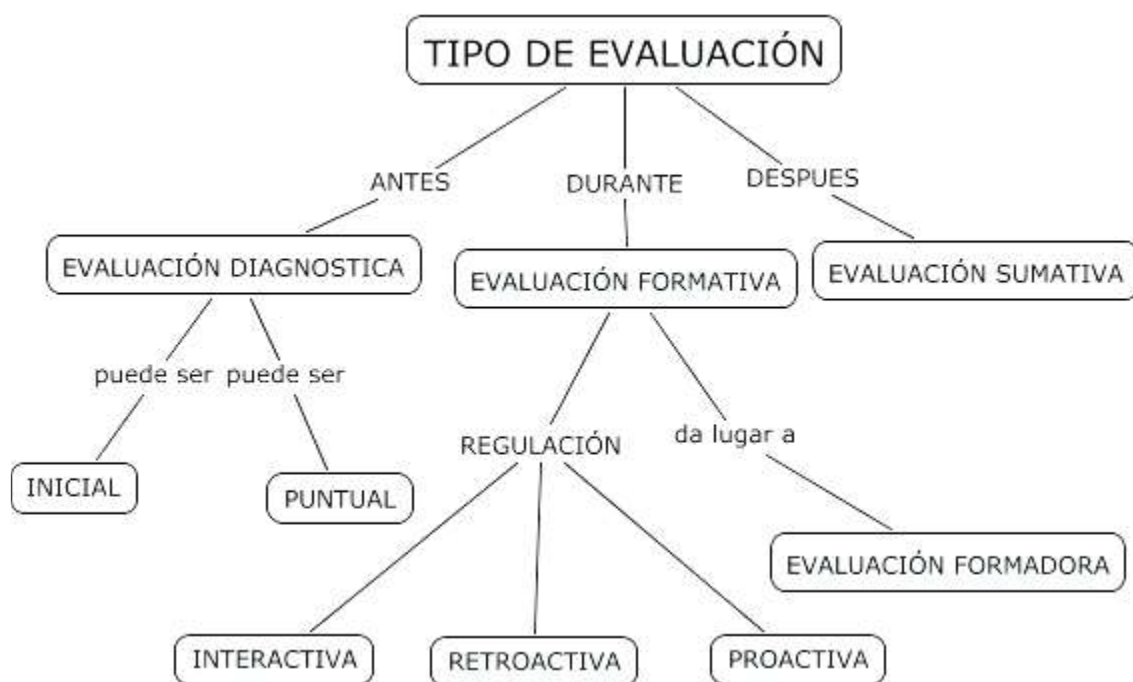 TIPO DE EVALUACIÓN
ANTES
DURANTE
DESPUES
EVALUACIÓN DIAGNOSTICA
EVALUACIÓN FORMATIVA
EVALUACIÓN SUMATIVA
puede ser
puede ser
REGULACIÓN
da lugar a
INICIAL
PUNTUAL
EVALUACIÓN FORMADORA
INTERACTIVA
RETROACTIVA
PROACTIVA